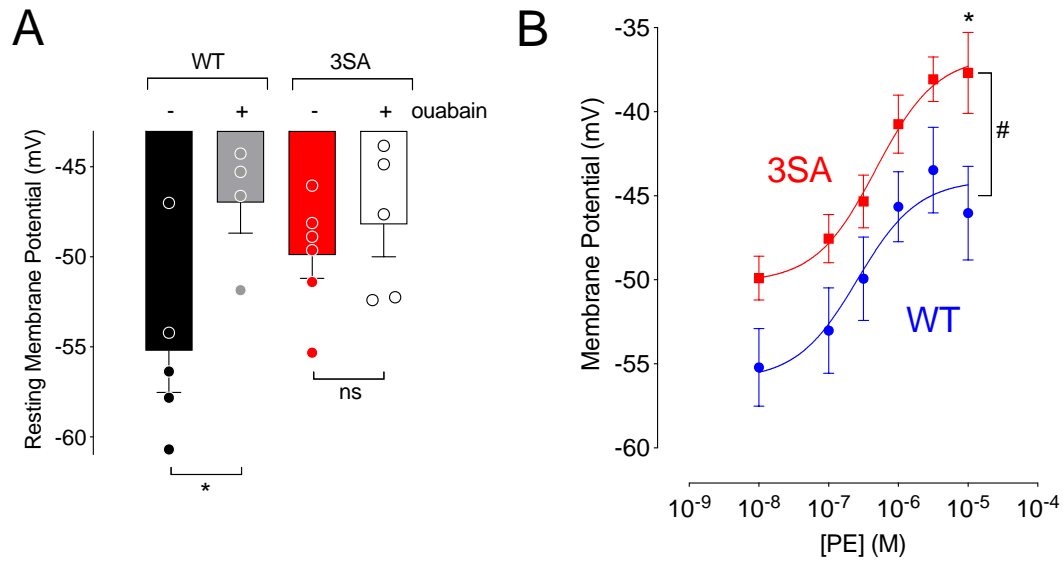 A
WT
3SA
- + - + ouabain
Resting Membrane Potential (mV)
-45
-50
-55
-60
*
ns
B
Membrane Potential (mV)
-35
-40
-45
-50
-55
-60
*
#
3SA
WT
10-9 10-8 10-7 10-6 10-5 10-4
[PE] (M)